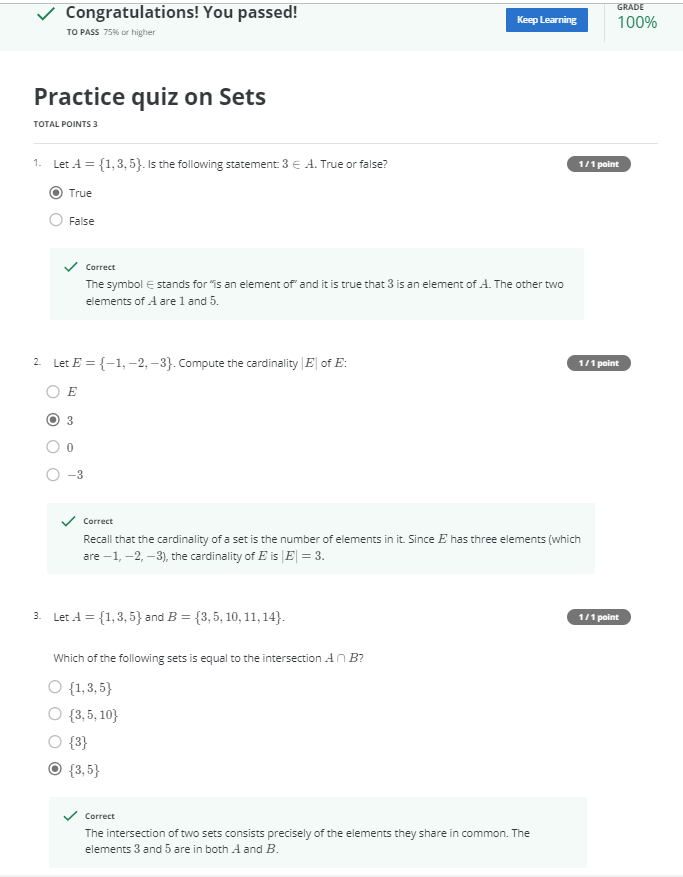 Congratulations! You passed!
TO PASS 75% or higher
Keep Learning
GRADE
100%
Practice quiz on Sets
TOTAL POINTS 3
1. Let A = {1, 3, 5}. Is the following statement: 3 ∈ A. True or false?
1 / 1 point
True
False
Correct
The symbol ∈ stands for "is an element of" and it is true that 3 is an element of A. The other two
elements of A are 1 and 5.
2. Let E = {−1, −2, −3}. Compute the cardinality |E| of E:
1 / 1 point
E
3
0
−3
Correct
Recall that the cardinality of a set is the number of elements in it. Since E has three elements (which
are −1, −2, −3), the cardinality of E is |E| = 3.
3. Let A = {1, 3, 5} and B = {3, 5, 10, 11, 14}.
1 / 1 point
Which of the following sets is equal to the intersection A ∩ B?
{1, 3, 5}
{3, 5, 10}
{3}
{3, 5}
Correct
The intersection of two sets consists precisely of the elements they share in common. The
elements 3 and 5 are in both A and B.